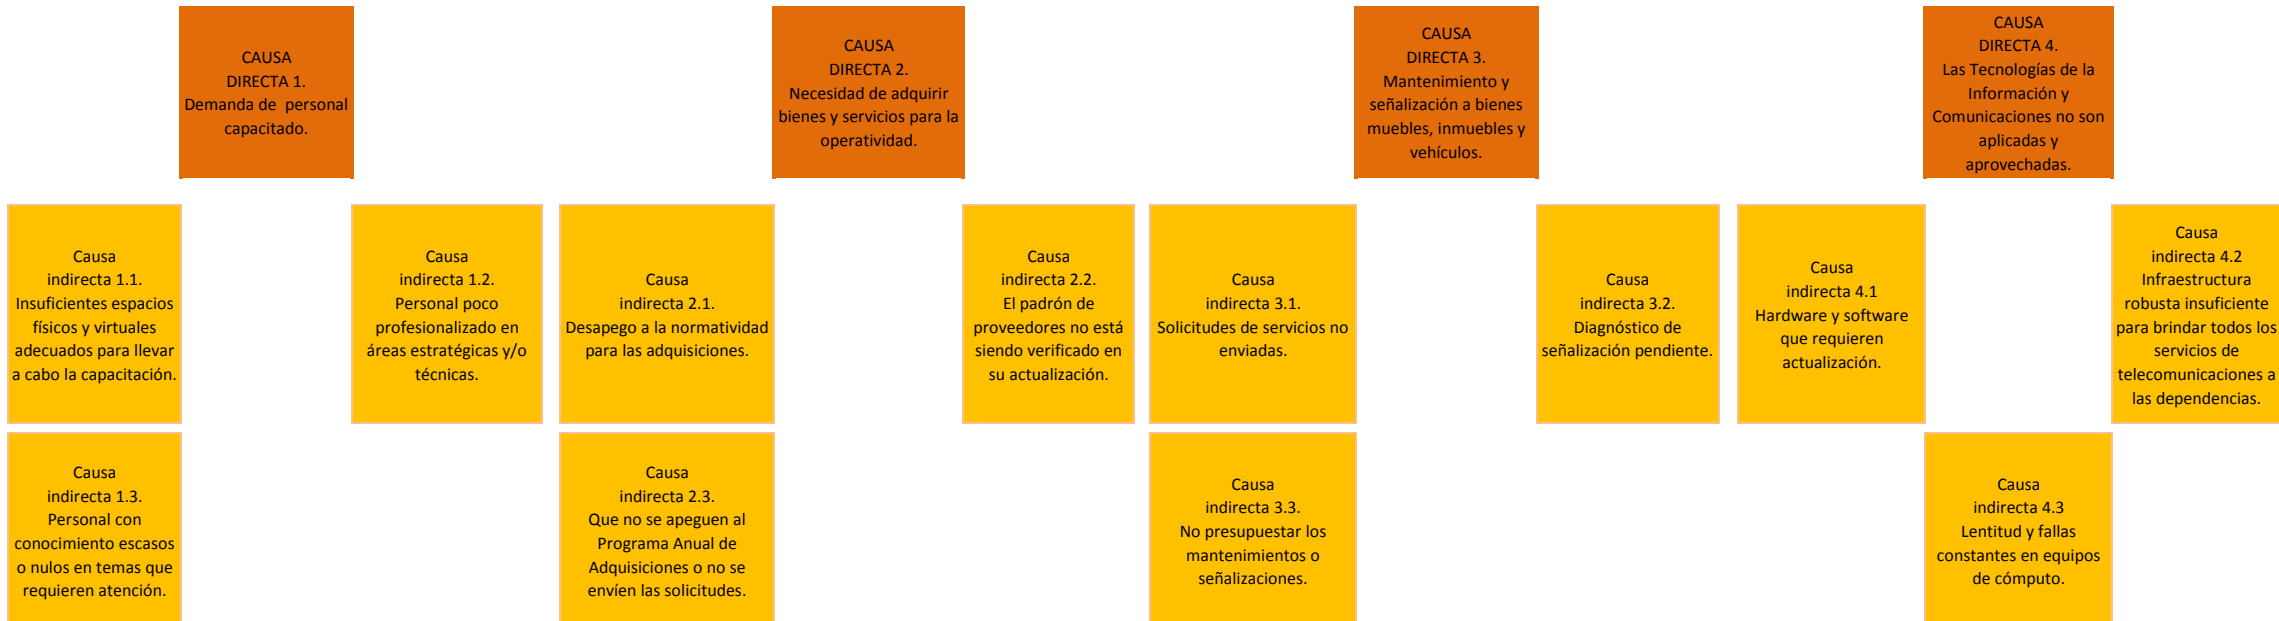 CAUSA
DIRECTA 1.
Demanda de  personal
capacitado.
CAUSA
DIRECTA 2.
Necesidad de adquirir
bienes y servicios para la
operatividad.
CAUSA
DIRECTA 3.
Mantenimiento y
señalización a bienes
muebles, inmuebles y
vehículos.
CAUSA
DIRECTA 4.
Las Tecnologías de la
Información y
Comunicaciones no son
aplicadas y
aprovechadas.
Causa
indirecta 1.1.
Insuficientes espacios
físicos y virtuales
adecuados para llevar
a cabo la capacitación.
Causa
indirecta 1.2.
Personal poco
profesionalizado en
áreas estratégicas y/o
técnicas.
Causa
indirecta 2.1.
Desapego a la normatividad
para las adquisiciones.
Causa
indirecta 2.2.
El padrón de
proveedores no está
siendo verificado en
su actualización.
Causa
indirecta 3.1.
Solicitudes de servicios no
enviadas.
Causa
indirecta 3.2.
Diagnóstico de
señalización pendiente.
Causa
indirecta 4.1
Hardware y software
que requieren
actualización.
Causa
indirecta 4.2
Infraestructura
robusta insuficiente
para brindar todos los
servicios de
telecomunicaciones a
las dependencias.
Causa
indirecta 1.3.
Personal con
conocimiento escasos
o nulos en temas que
requieren atención.
Causa
indirecta 2.3.
Que no se apeguen al
Programa Anual de
Adquisiciones o no se
envíen las solicitudes.
Causa
indirecta 3.3.
No presupuestar los
mantenimientos o
señalizaciones.
Causa
indirecta 4.3
Lentitud y fallas
constantes en equipos
de cómputo.